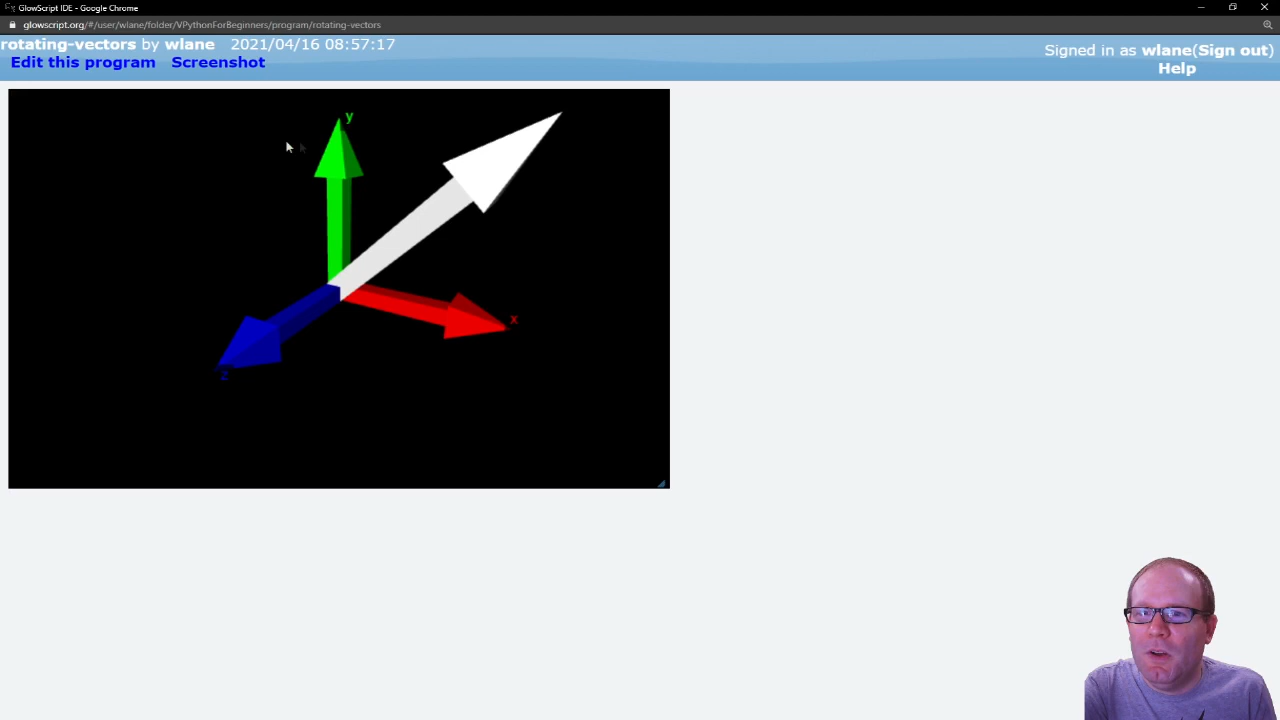 GlowScript IDE - Google Chrome
glowscript.org/#/user/wlane/folder/VPythonForBeginners/program/rotating-vectors
rotating-vectors by wlane 2021/04/16 08:57:17
Signed in as wlane(Sign out)
Edit this program Screenshot
Help
y
x
z